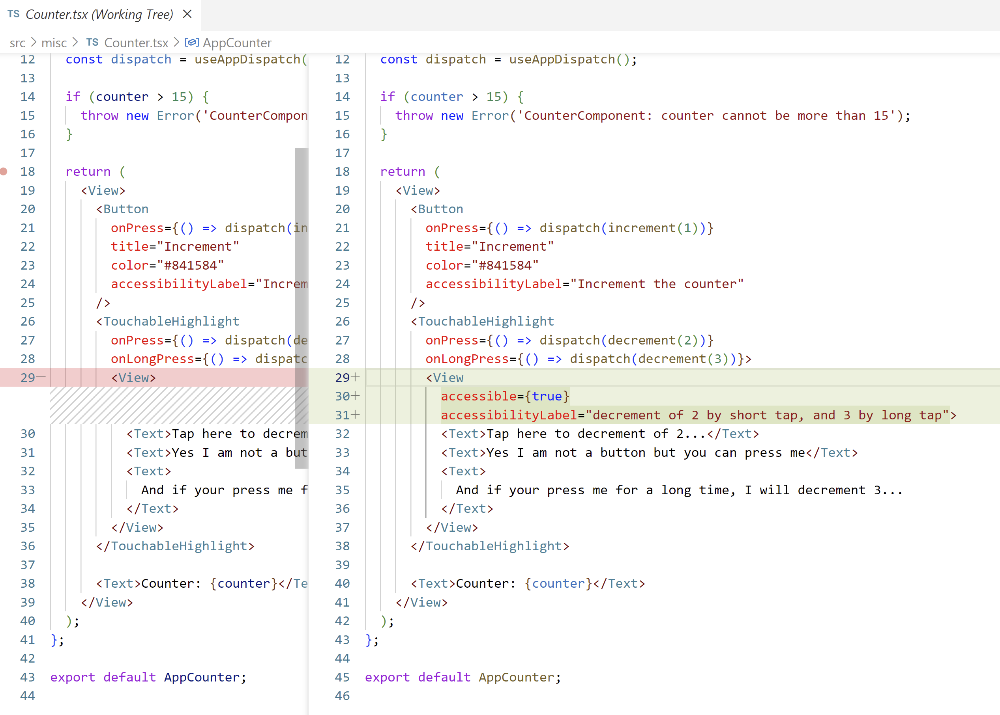 TS Counter.tsx (Working Tree) ×
src > misc > TS Counter.tsx > AppCounter
12 const dispatch = useAppDispatch(
13
14 if (counter > 15) {
15 throw new Error('CounterCompon
16 }
17
18 return (
19 <View>
20 <Button
21 onPress={() => dispatch(in
22 title="Increment"
23 color="#841584"
24 accessibilityLabel="Increm
25 />
26 <TouchableHighlight
27 onPress={() => dispatch(de
28 onLongPress={() => dispatc
29— <View>
30 <Text>Tap here to decrem
31 <Text>Yes I am not a but
32 <Text>
33 And if your press me f
34 </Text>
35 </View>
36 </TouchableHighlight>
37
38 <Text>Counter: {counter}</Te
39 </View>
40 );
41 };
42
43 export default AppCounter;
44
12 const dispatch = useAppDispatch();
13
14 if (counter > 15) {
15 throw new Error('CounterComponent: counter cannot be more than 15');
16 }
17
18 return (
19 <View>
20 <Button
21 onPress={() => dispatch(increment(1))}
22 title="Increment"
23 color="#841584"
24 accessibilityLabel="Increment the counter"
25 />
26 <TouchableHighlight
27 onPress={() => dispatch(decrement(2))}
28 onLongPress={() => dispatch(decrement(3))}>
29+ <View
30+ accessible={true}
31+ accessibilityLabel="decrement of 2 by short tap, and 3 by long tap">
32 <Text>Tap here to decrement of 2...</Text>
33 <Text>Yes I am not a button but you can press me</Text>
34 <Text>
35 And if your press me for a long time, I will decrement 3...
36 </Text>
37 </View>
38 </TouchableHighlight>
39
40 <Text>Counter: {counter}</Text>
41 </View>
42 );
43 };
44
45 export default AppCounter;
46